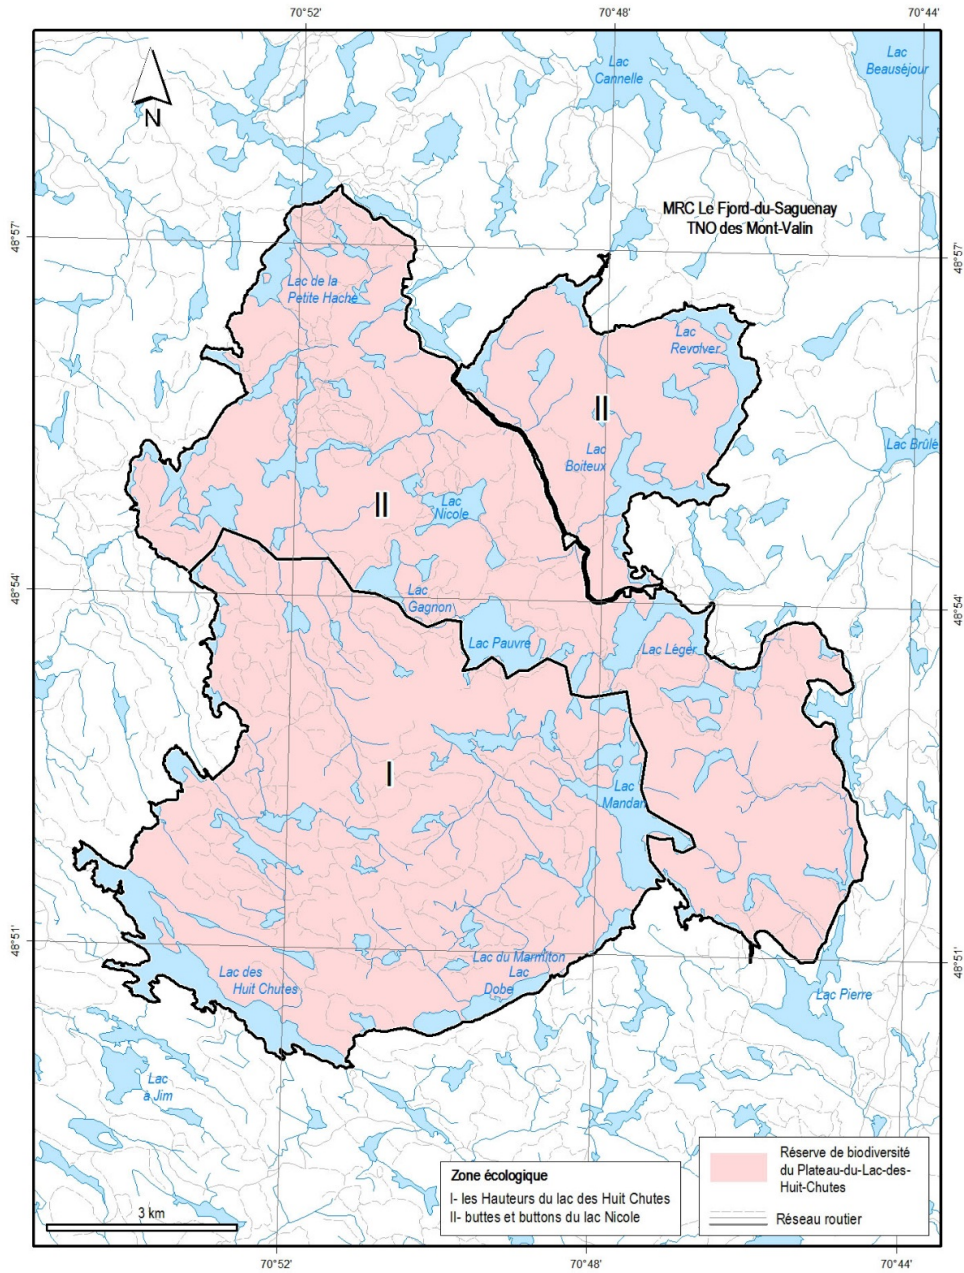 70°52'
70°48'
70°44'
Lac
Cannelle
Lac
Beauséjour
N
MRC Le Fjord-du-Saguenay
TNO des Mont-Valin
48°57'
48°57'
Lac de la
Petite Hache
Lac
Revolver
II
Lac Brûlé
Lac
Boiteux
Lac
Nicole
II
48°54'
48°54'
Lac
Gagnon
Lac Pauvre
Lac Léger
I
Lac
Mandan
48°51'
48°51'
Lac du Marmiton
Lac
Dobe
Lac des
Huit Chutes
Lac Pierre
Lac
à Jim
Zone écologique
I- les Hauteurs du lac des Huit Chutes
II- buttes et buttons du lac Nicole
Réserve de biodiversité
du Plateau-du-Lac-des-
Huit-Chutes
Réseau routier
3 km
70°52'
70°48'
70°44'